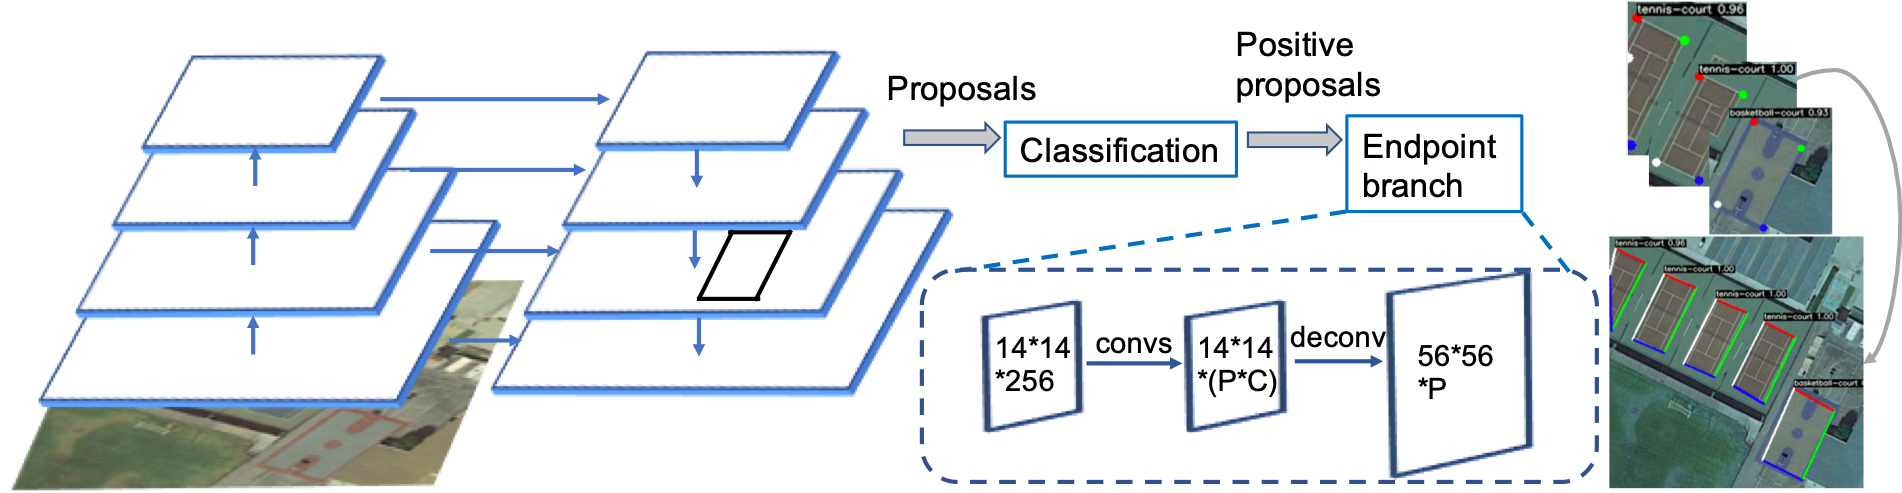 Proposals
Classification
Positive
proposals
Endpoint
branch
14*14
*256
convs
14*14
*(P*C)
deconv
56*56
*P
tennis-court 0.96
tennis-court 1.00
basketball-court 0.93
tennis-court 0.96
tennis-court 1.00
tennis-court 1.00
tennis-court 1.00
basketball-court